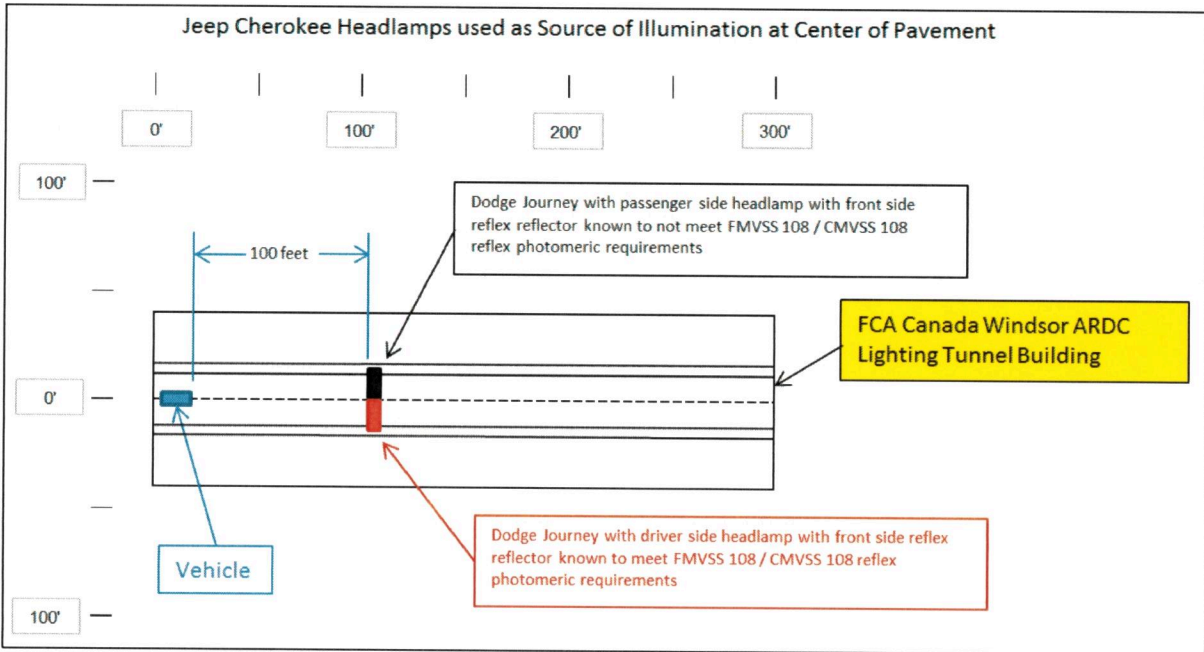 Jeep Cherokee Headlamps used as Source of Illumination at Center of Pavement
0'
100'
200'
300'
100'
Dodge Journey with passenger side headlamp with front side
reflex reflector known to not meet FMVSS 108 / CMVSS 108
reflex photomeric requirements
100 feet
FCA Canada Windsor ARDC
Lighting Tunnel Building
0'
Dodge Journey with driver side headlamp with front side reflex
reflector known to meet FMVSS 108 / CMVSS 108 reflex
photomeric requirements
Vehicle
100'